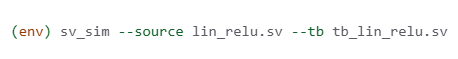 (env) sv_sim --source lin_relu.sv --tb tb_lin_relu.sv